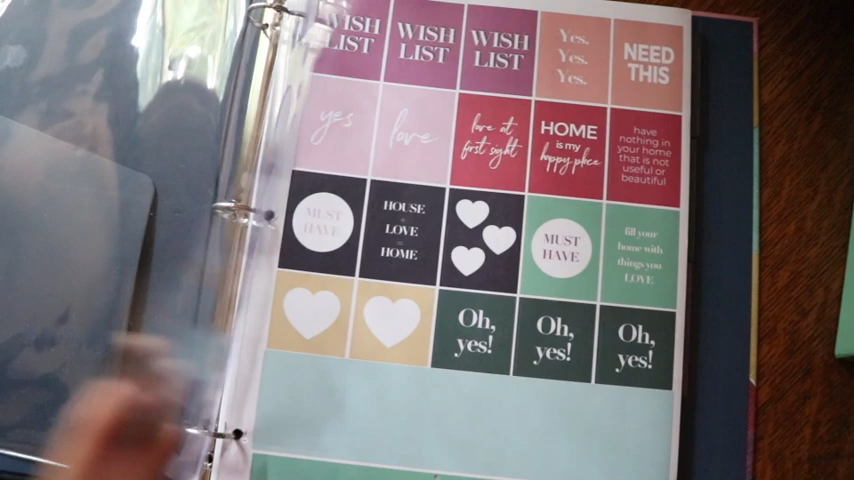 WISH
LIST
WISH
LIST
WISH
LIST
Yes.
Yes.
Yes.
NEED
THIS
yes
love
love at
first sight
HOME
is my
happy place
have
nothing in
your home
that is not
useful or
beautiful
MUST
HAVE
HOUSE
+
LOVE
=
HOME
MUST
HAVE
fill your
home with
things you
LOVE
Oh,
yes!
Oh,
yes!
Oh,
yes!